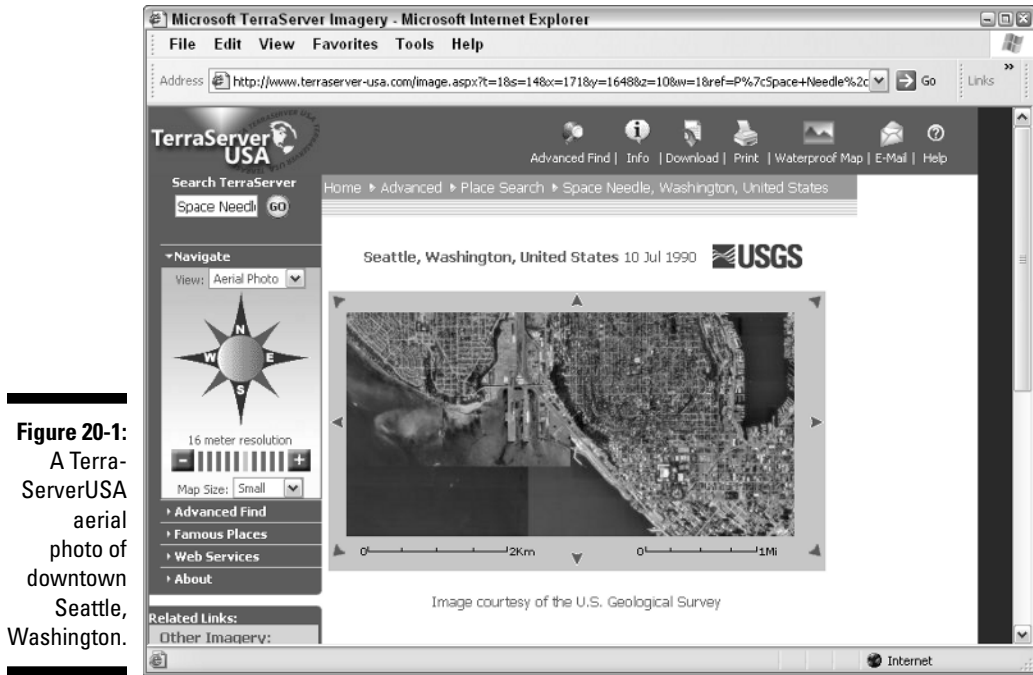 Microsoft TerraServer Imagery - Microsoft Internet Explorer
File Edit View Favorites Tools Help
Address http://www.terraserver-usa.com/image.aspx?t=1&s=14&x=171&y=1648&z=10&w=1&ref=P%7cSpace+Needle%2c Go Links »
TerraServer
USA
Advanced Find | Info | Download | Print | Waterproof Map | E-Mail | Help
Search TerraServer
Space Needl GO
Home Advanced Place Search Space Needle, Washington, United States
Navigate
View: Aerial Photo
N
W E
S
16 meter resolution
- +
Map Size: Small
Advanced Find
Famous Places
Web Services
About
Related Links:
Other Imagery:
Seattle, Washington, United States 10 Jul 1990 USGS
0 2Km 0 1Mi
Image courtesy of the U.S. Geological Survey
Internet
Figure 20-1:
A Terra-
ServerUSA
aerial
photo of
downtown
Seattle,
Washington.